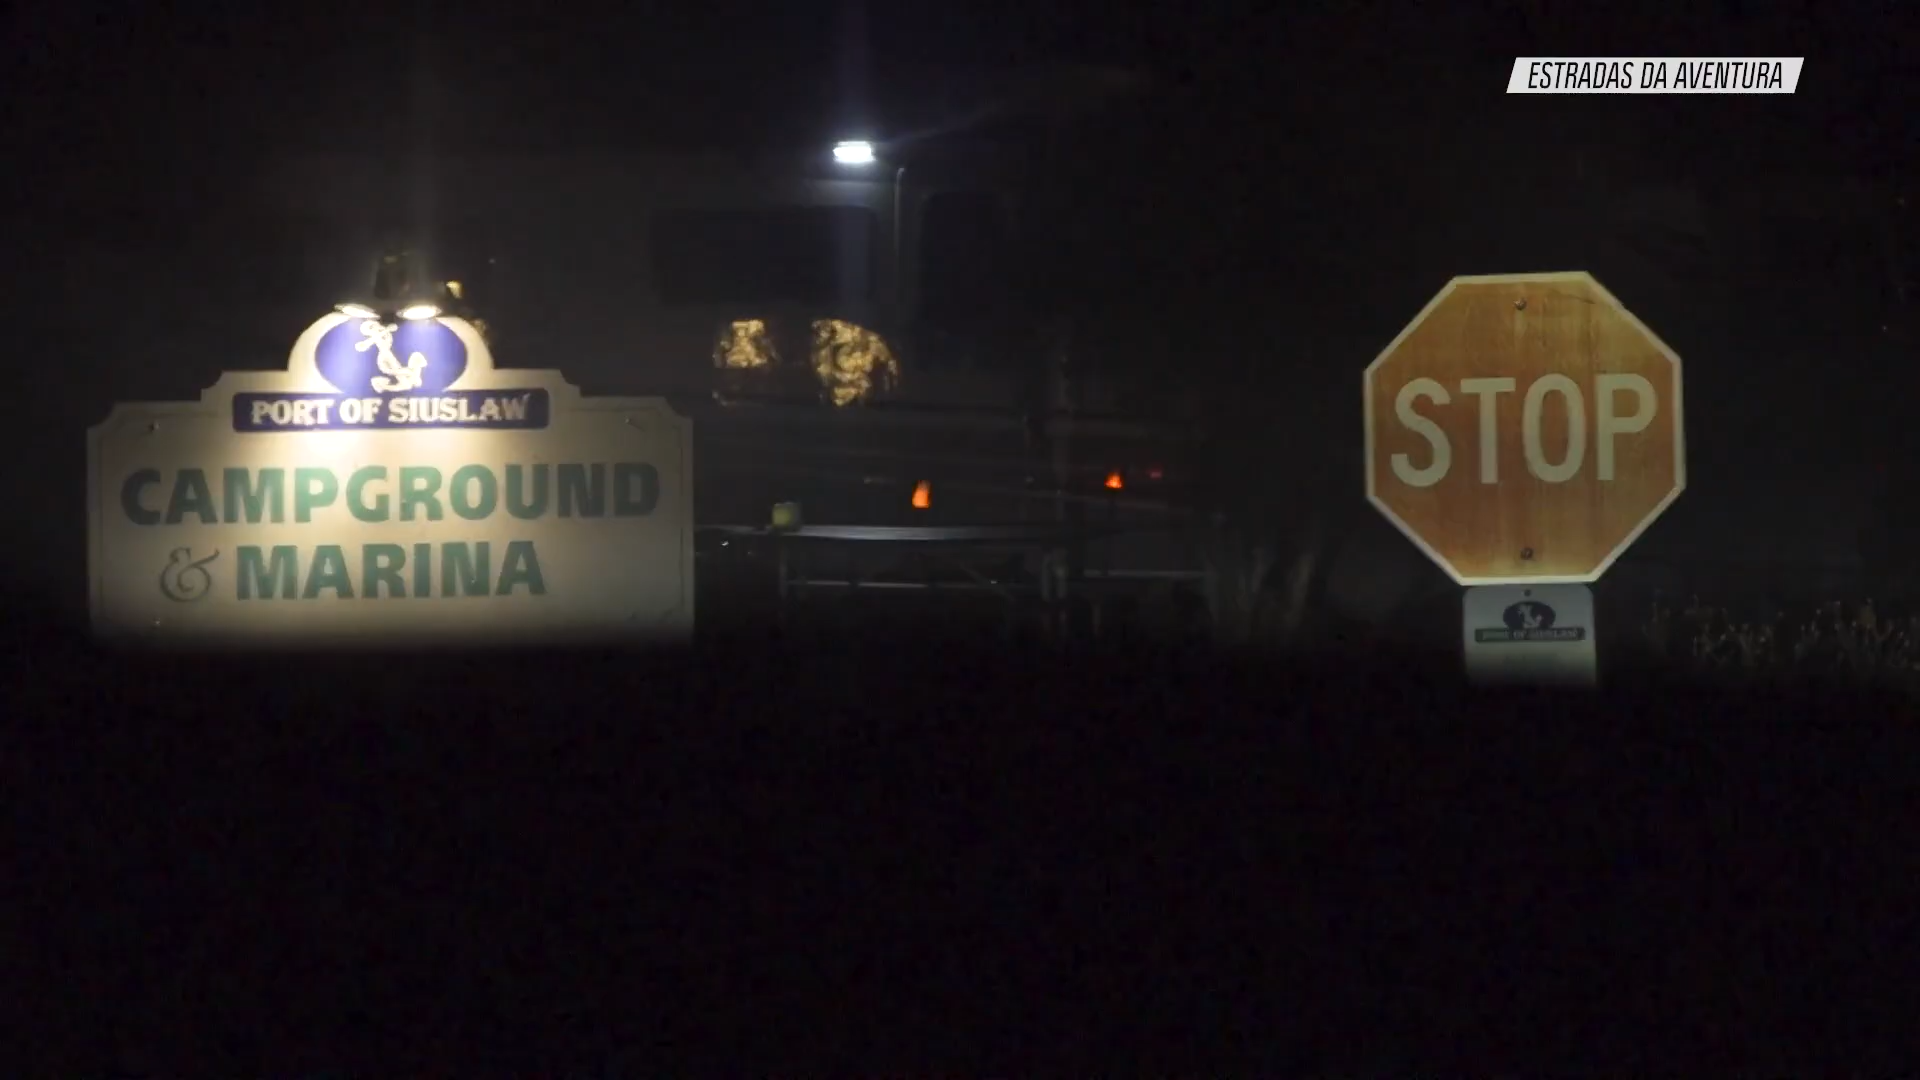 ESTRADAS DA AVENTURA
PORT OF SIUSLAW
CAMPGROUND
& MARINA
STOP
PORT OF SIUSLAW